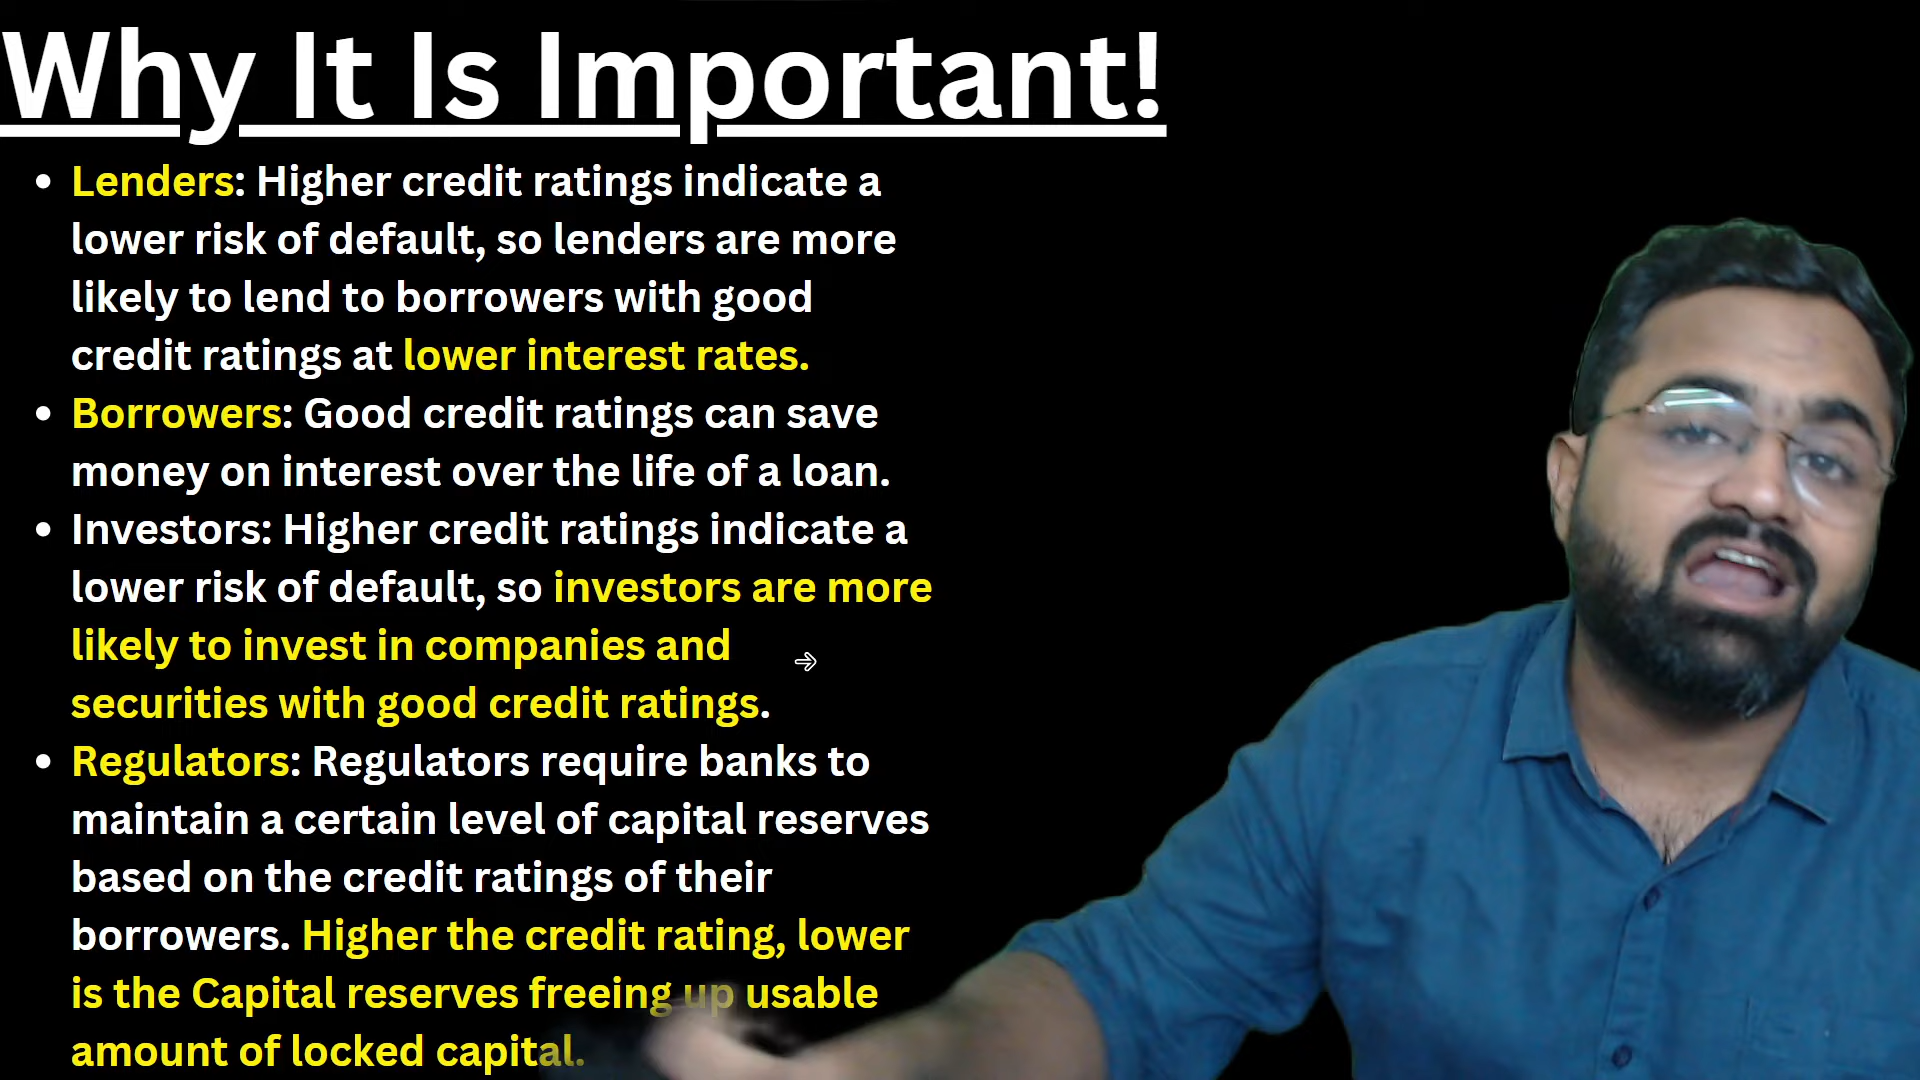 Why It Is Important!
• Lenders: Higher credit ratings indicate a
lower risk of default, so lenders are more
likely to lend to borrowers with good
credit ratings at lower interest rates.
• Borrowers: Good credit ratings can save
money on interest over the life of a loan.
• Investors: Higher credit ratings indicate a
lower risk of default, so investors are more
likely to invest in companies and
securities with good credit ratings.
• Regulators: Regulators require banks to
maintain a certain level of capital reserves
based on the credit ratings of their
borrowers. Higher the credit rating, lower
is the Capital reserves freeing up usable
amount of locked capital.